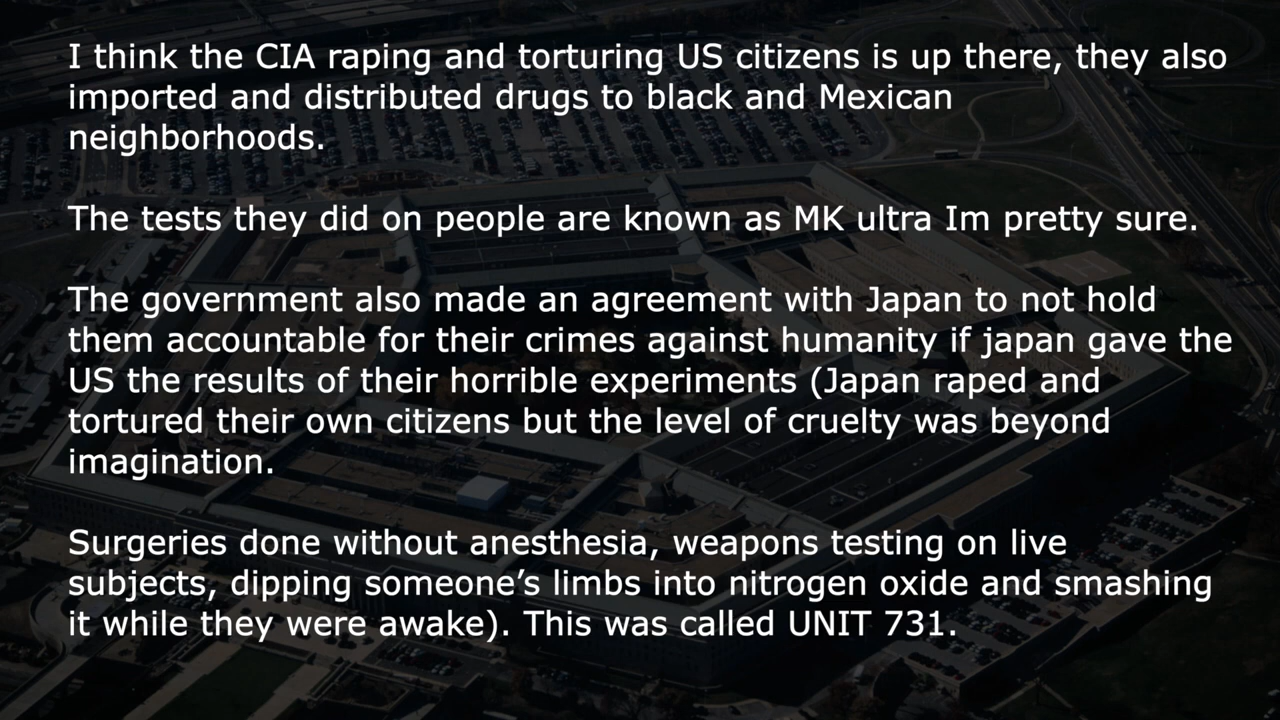 I think the CIA raping and torturing US citizens is up there, they also
imported and distributed drugs to black and Mexican
neighborhoods.
The tests they did on people are known as MK ultra Im pretty sure.
The government also made an agreement with Japan to not hold
them accountable for their crimes against humanity if japan gave the
US the results of their horrible experiments (Japan raped and
tortured their own citizens but the level of cruelty was beyond
imagination.
Surgeries done without anesthesia, weapons testing on live
subjects, dipping someone’s limbs into nitrogen oxide and smashing
it while they were awake). This was called UNIT 731.